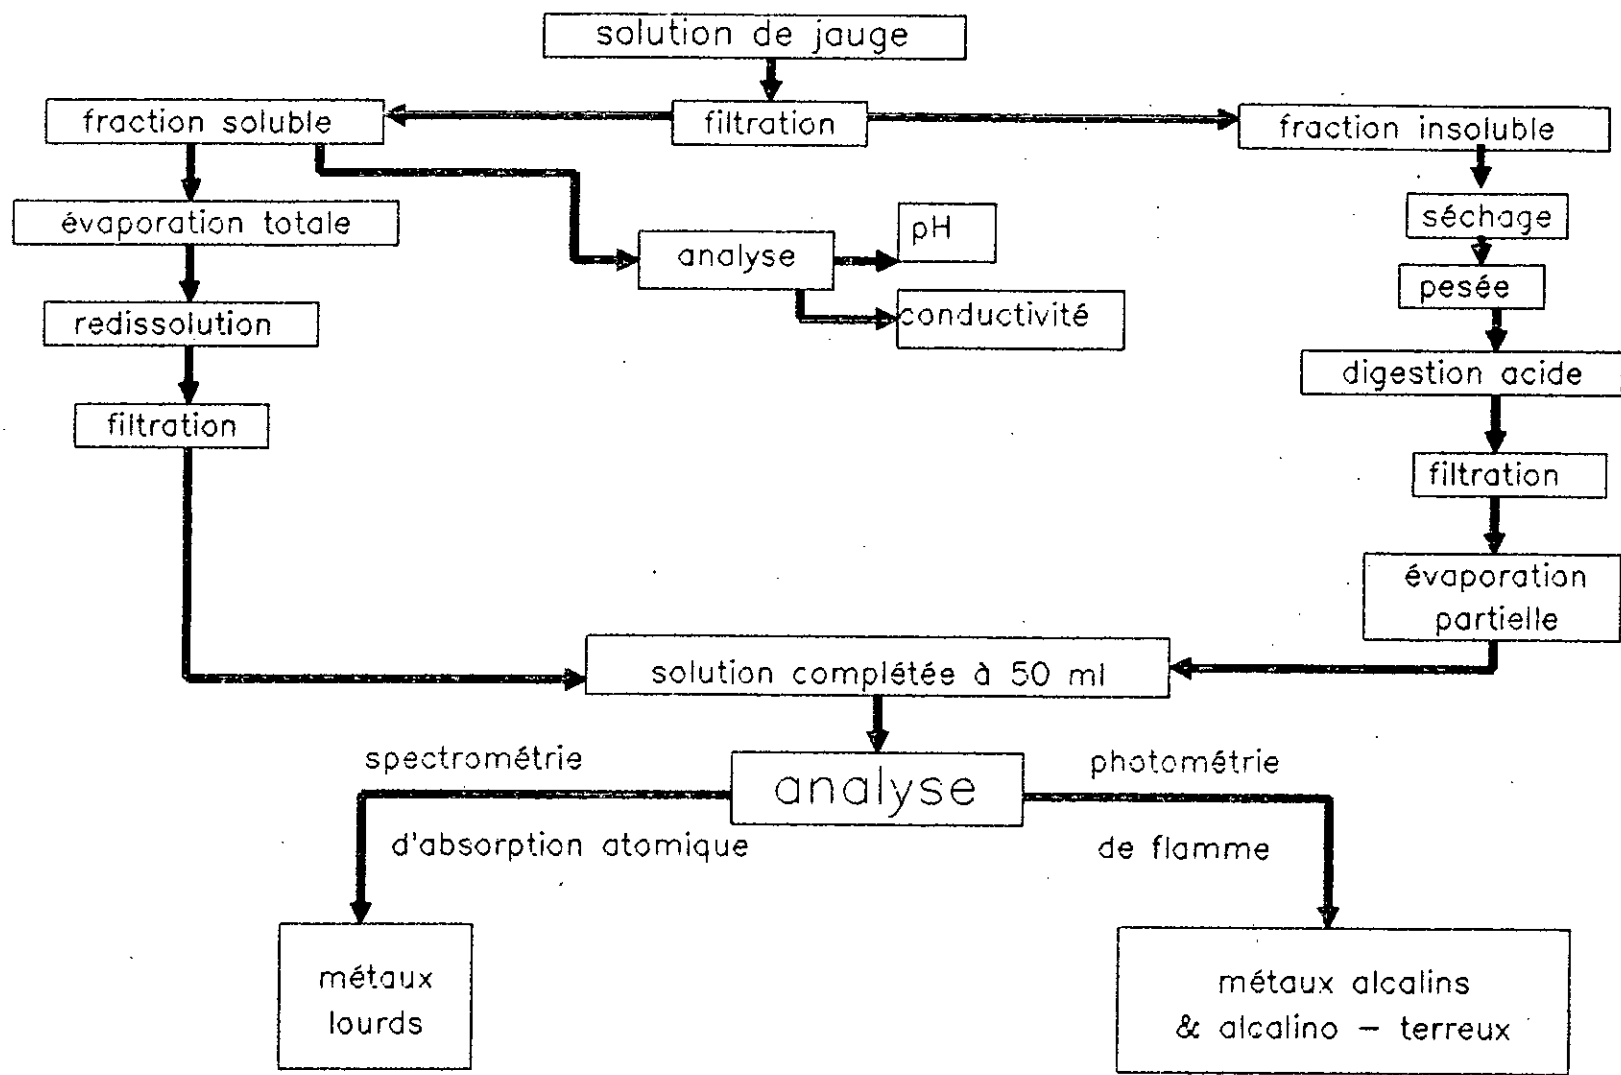 solution de jauge
fraction soluble
filtration
fraction insoluble
évaporation totale
pH
séchage
analyse
pesée
redissolution
conductivité
digestion acide
filtration
filtration
évaporation
partielle
solution complétée à 50 ml
spectrométrie
analyse
photométrie
d'absorption atomique
de flamme
métaux
lourds
métaux alcalins
& alcalino – terreux